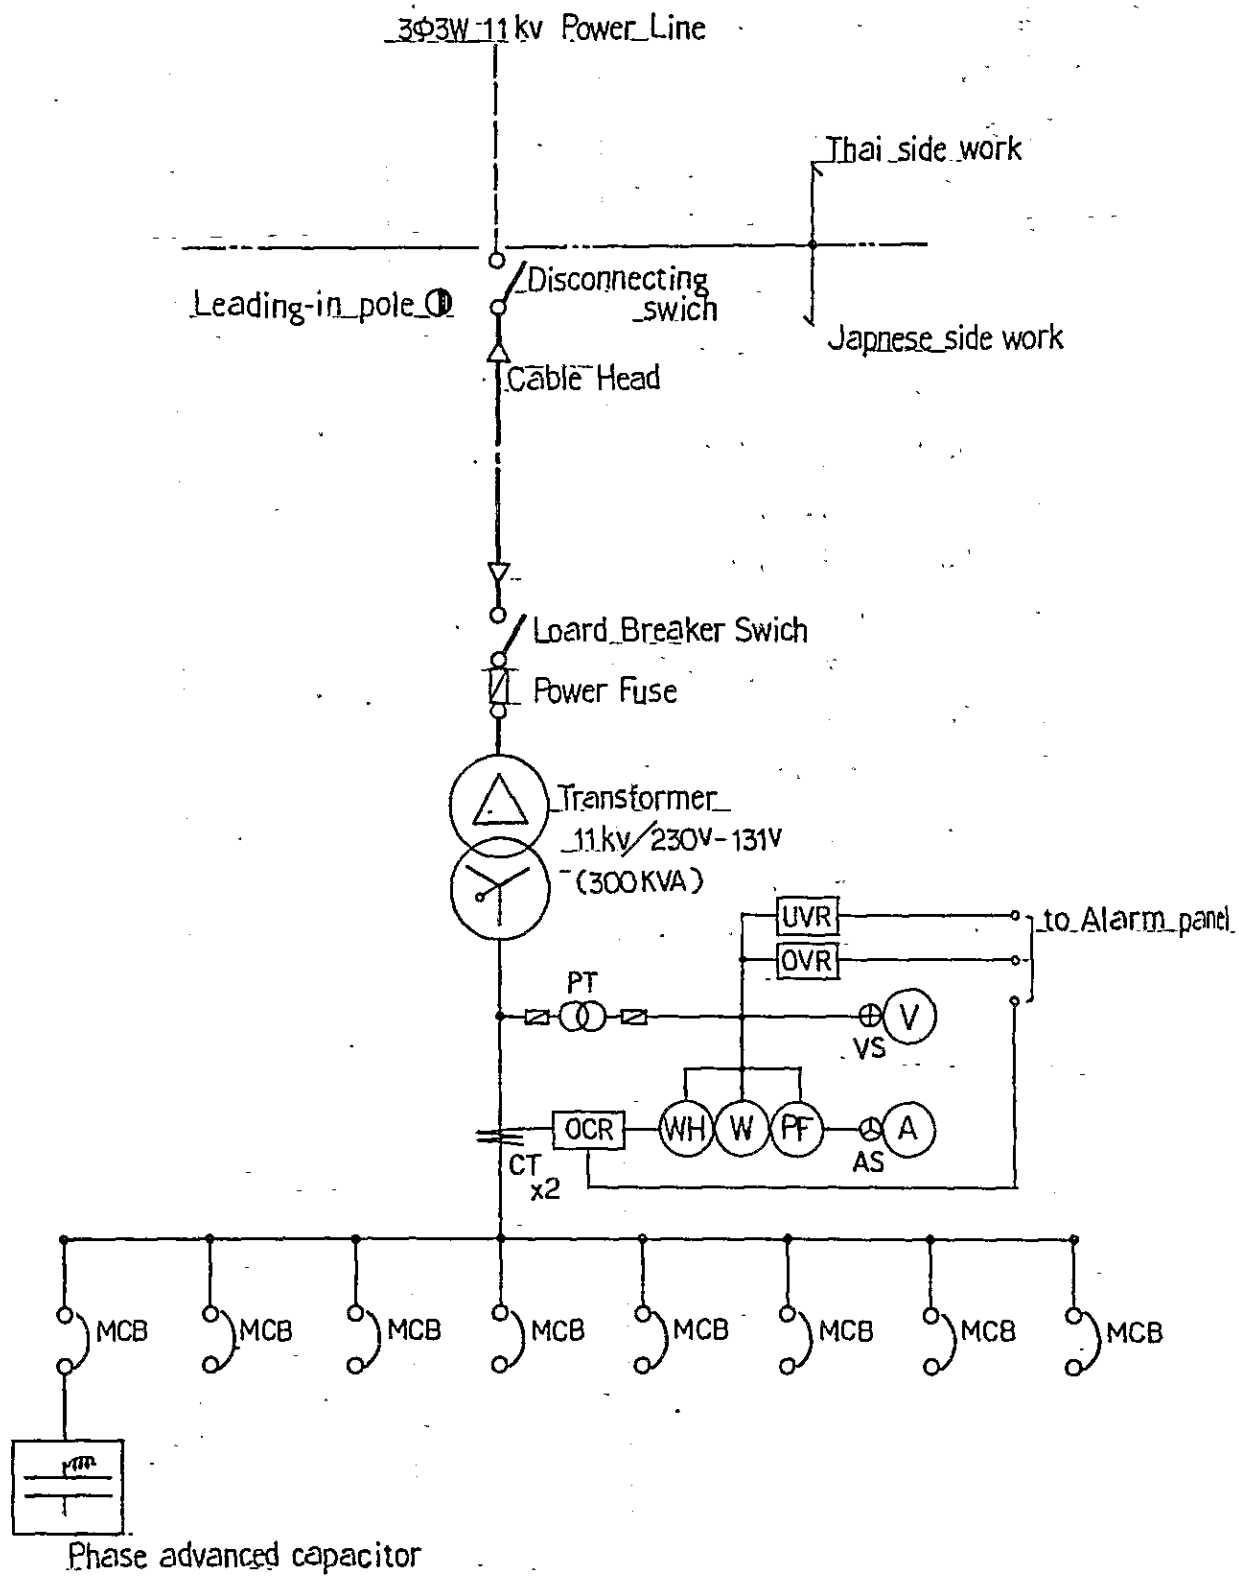 3Φ3W 11kv Power Line
Thai side work
Disconnecting
swich
Leading-in pole
Japnese side work
Cable Head
Loard Breaker Swich
Power Fuse
Transformer
11kv/230V-131V
(300KVA)
UVR
to Alarm panel
OVR
PT
V
VS
OCR
WH
W
PF
A
AS
CT
x2
MCB
MCB
MCB
MCB
MCB
MCB
MCB
MCB
Phase advanced capacitor